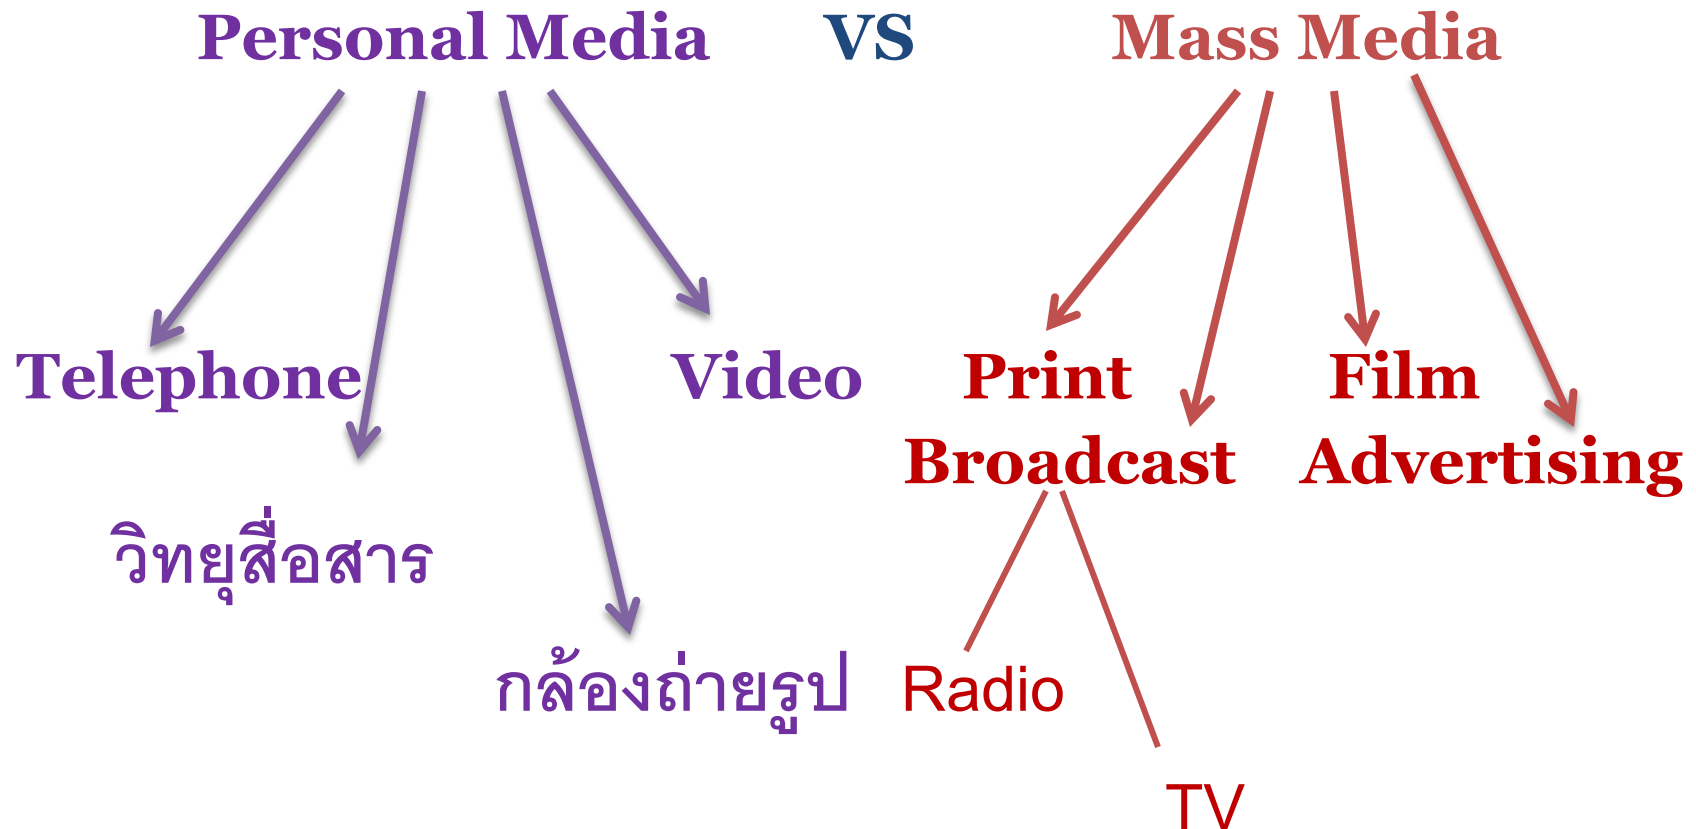 Personal Media VS Mass Media
Telephone Video Print Film
Broadcast Advertising
วิทยุสื่อสาร
กล้องถ่ายรูป Radio
TV